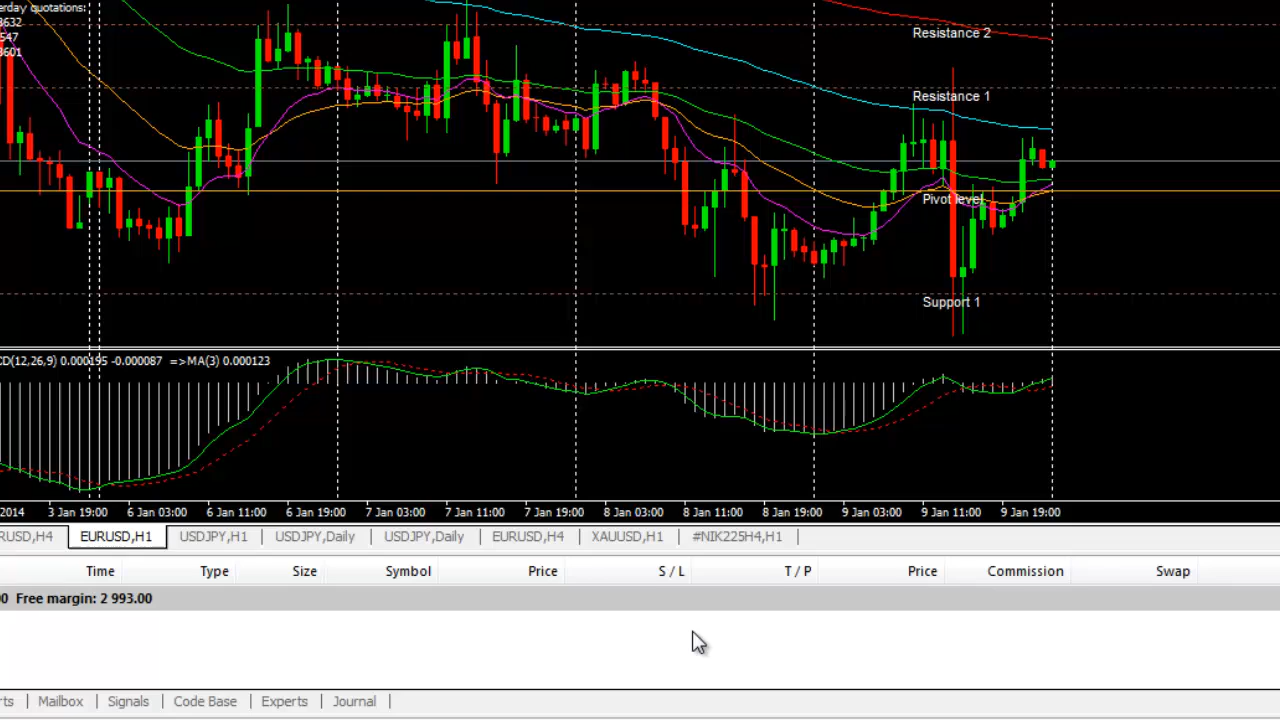 erday quotations:
3632
547
3601
Resistance 2
Resistance 1
Pivot level
Support 1
CD(12,26,9) 0.000195 -0.000087 =>MA(3) 0.000123
2014 3 Jan 19:00 6 Jan 03:00 6 Jan 11:00 6 Jan 19:00 7 Jan 03:00 7 Jan 11:00 7 Jan 19:00 8 Jan 03:00 8 Jan 11:00 8 Jan 19:00 9 Jan 03:00 9 Jan 11:00 9 Jan 19:00
RUSD,H4 EURUSD,H1 USDJPY,H1 USDJPY,Daily USDJPY,Daily EURUSD,H4 XAUUSD,H1 #NIK225H4,H1
Time Type Size Symbol Price S / L T / P Price Commission Swap
00 Free margin: 2 993.00
rts Mailbox Signals Code Base Experts Journal